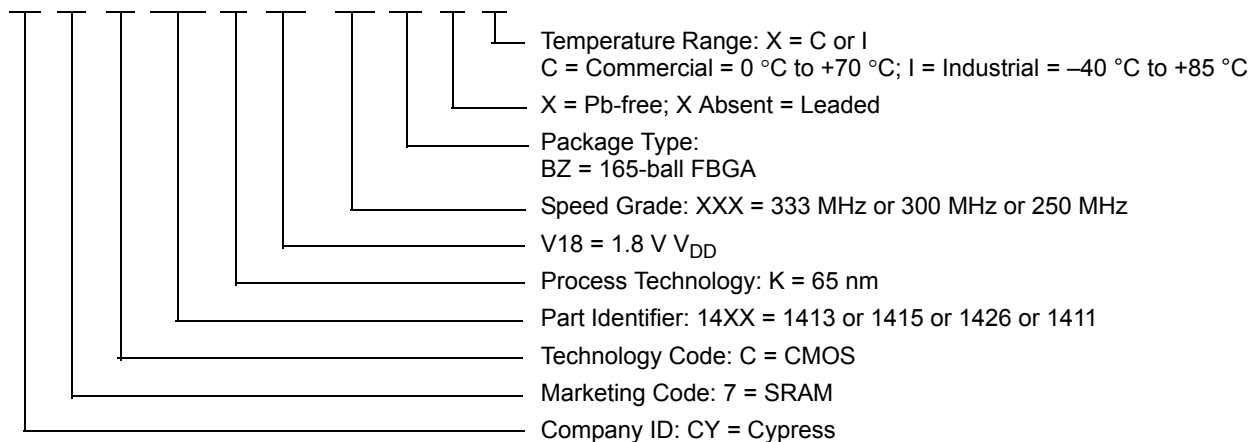 Temperature Range: X = C or I
C = Commercial = 0 °C to +70 °C; I = Industrial = –40 °C to +85 °C
X = Pb-free; X Absent = Leaded
Package Type:
BZ = 165-ball FBGA
Speed Grade: XXX = 333 MHz or 300 MHz or 250 MHz
V18 = 1.8 V VDD
Process Technology: K = 65 nm
Part Identifier: 14XX = 1413 or 1415 or 1426 or 1411
Technology Code: C = CMOS
Marketing Code: 7 = SRAM
Company ID: CY = Cypress